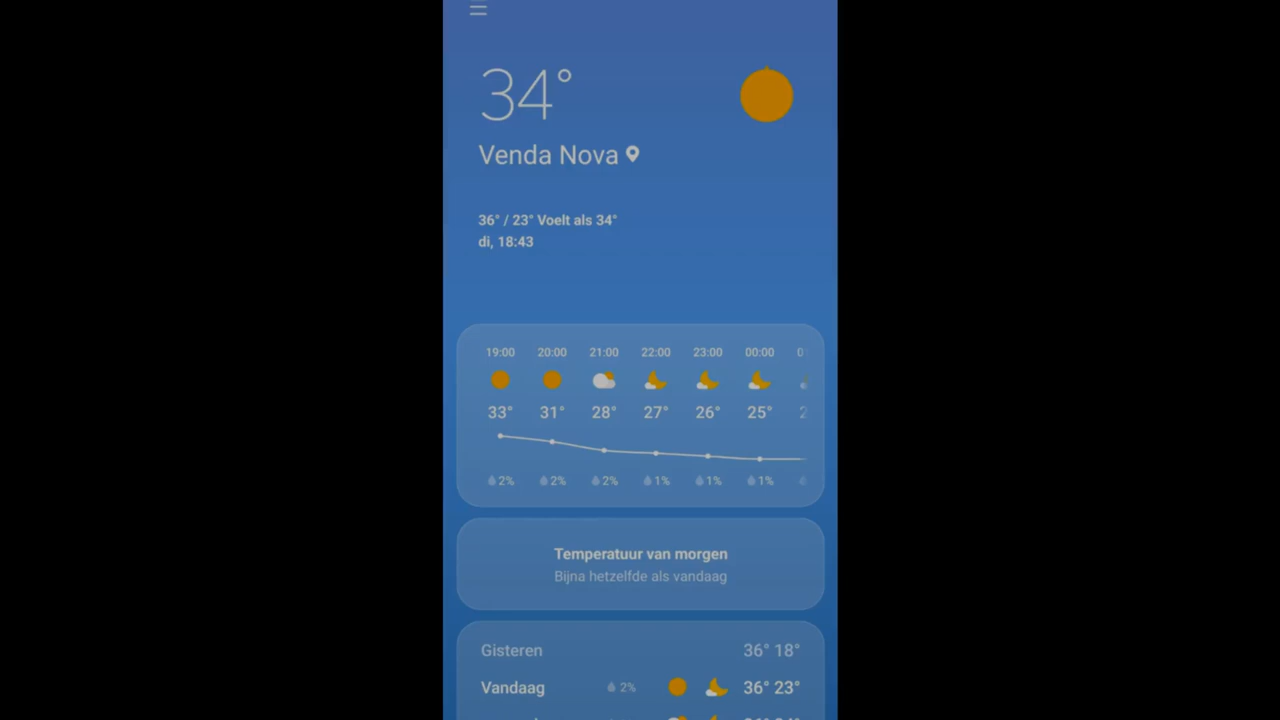 34°
Venda Nova
36° / 23° Voelt als 34°
di, 18:43
19:00 20:00 21:00 22:00 23:00 00:00
33° 31° 28° 27° 26° 25°
2% 2% 2% 1% 1% 1%
Temperatuur van morgen
Bijna hetzelfde als vandaag
Gisteren 36° 18°
Vandaag 2% 36° 23°